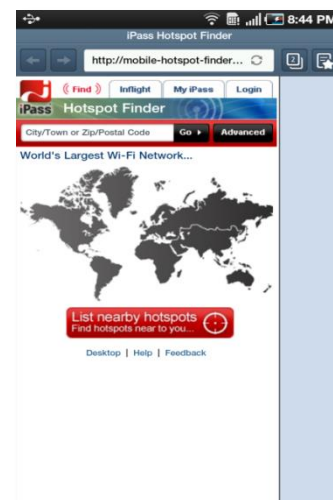 8:44 PM
iPass Hotspot Finder
http://mobile-hotspot-finder...
2
Find
Inflight
My iPass
Login
iPass
Hotspot Finder
City/Town or Zip/Postal Code
Go
Advanced
World's Largest Wi-Fi Network...
List nearby hotspots
Find hotspots near to you...
Desktop | Help | Feedback